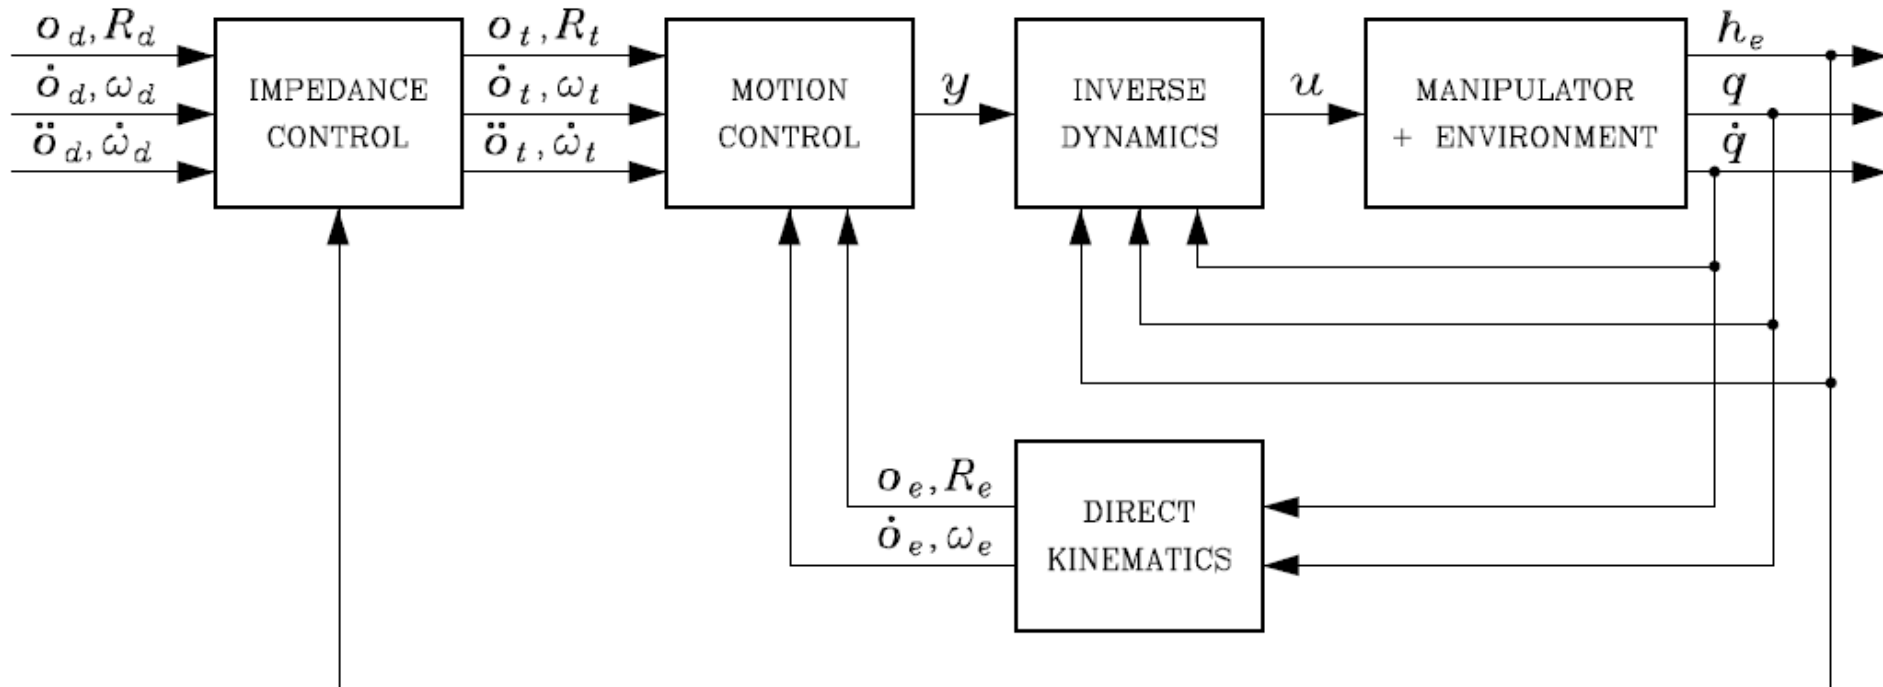 o_d, R_d
ȯ_d, ω_d
ö_d, ω̇_d
IMPEDANCE
CONTROL
o_t, R_t
ȯ_t, ω_t
ö_t, ω̇_t
MOTION
CONTROL
y
INVERSE
DYNAMICS
u
MANIPULATOR
+ ENVIRONMENT
h_e
q
q̇
o_e, R_e
ȯ_e, ω_e
DIRECT
KINEMATICS